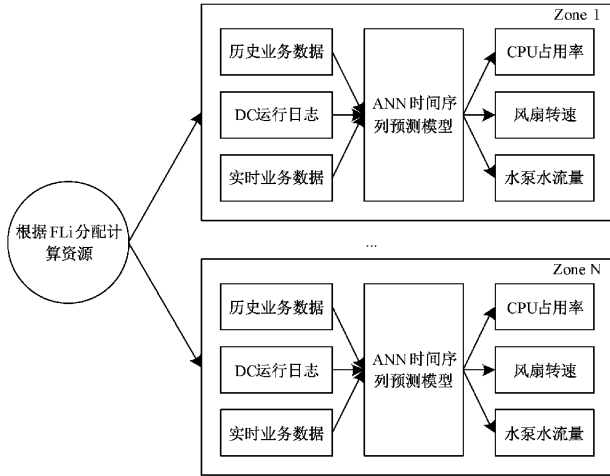 根据FLi分配计
算资源
Zone 1
历史业务数据
DC运行日志
实时业务数据
ANN时间序
列预测模型
CPU占用率
风扇转速
水泵水流量
...
Zone N
历史业务数据
DC运行日志
实时业务数据
ANN时间序
列预测模型
CPU占用率
风扇转速
水泵水流量